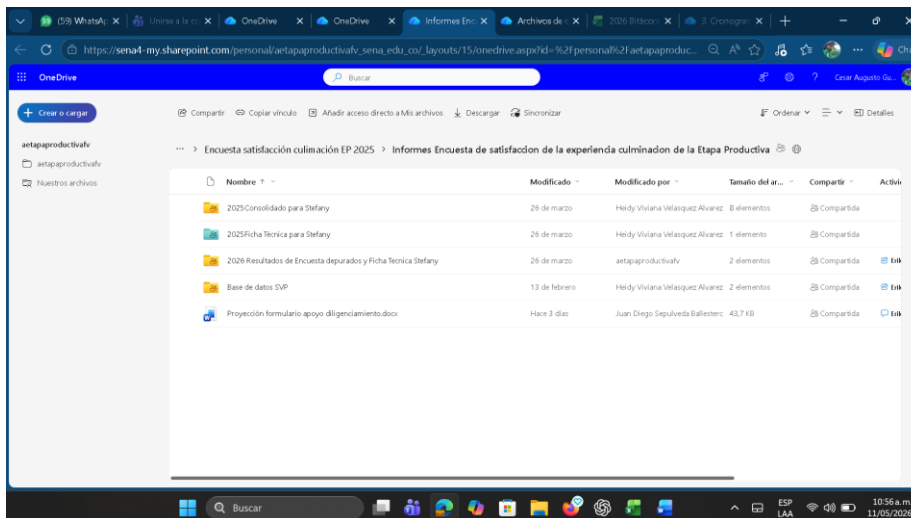 (59) WhatsAp
Unirse a la co
OneDrive
OneDrive
Informes Enc
Archivos de c
2026 Bitácor
3. Cronogram
https://sena4-my.sharepoint.com/personal/aetapaproductivafv_sena_edu_co/_layouts/15/onedrive.aspx?id=%2Fpersonal%2Faetapaproduc...
OneDrive
Buscar
Cesar Augusto Gu...
Crear o cargar
Compartir
Copiar vínculo
Añadir acceso directo a Mis archivos
Descargar
Sincronizar
Ordenar
Detalles
aetapaproductivafv
aetapaproductivafv
Nuestros archivos
... > Encuesta satisfacción culimación EP 2025 > Informes Encuesta de satisfaccion de la experiencia culminacion de la Etapa Productiva
Nombre Modificado Modificado por Tamaño del ar... Compartir Activi
2025Consolidado para Stefany 26 de marzo Heidy Viviana Velasquez Alvarez 8 elementos Compartida
2025Ficha Técnica para Stefany 26 de marzo Heidy Viviana Velasquez Alvarez 1 elemento Compartida
2026 Resultados de Encuesta depurados y Ficha Tecnica Stefany 26 de marzo aetapaproductivafv 2 elementos Compartida Erik
Base de datos SVP 13 de febrero Heidy Viviana Velasquez Alvarez 2 elementos Compartida Erik
Proyección formulario apoyo diligenciamiento.docx Hace 3 días Juan Diego Sepulveda Ballesterc 43,7 KB Compartida Erik
Buscar
ESP
LAA
10:56 a.m.
11/05/2026